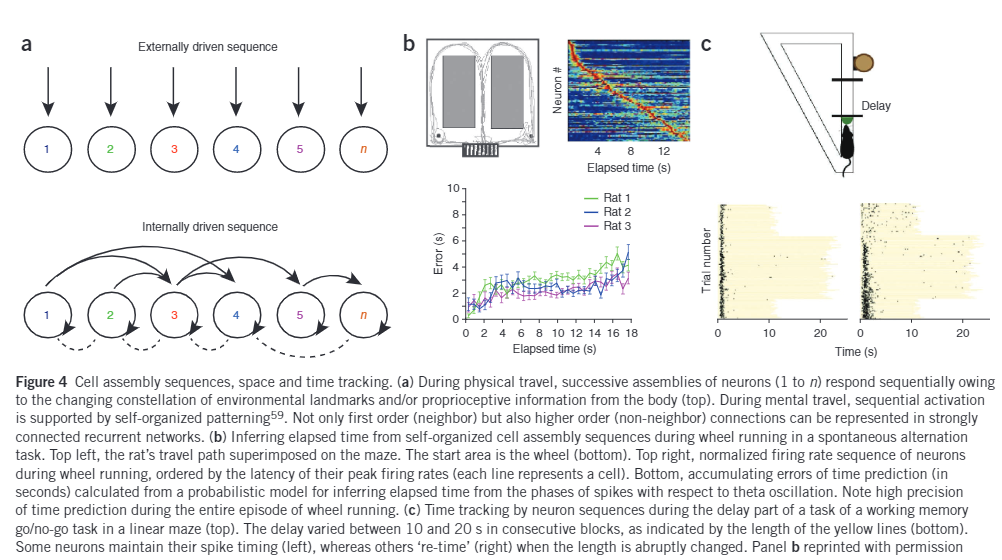 a
Externally driven sequence
1 2 3 4 5 n
Internally driven sequence
1 2 3 4 5 n
b
Neuron #
4 8 12
Elapsed time (s)
10
8
6
4
2
0
Error (s)
Rat 1
Rat 2
Rat 3
0 2 4 6 8 10 12 14 16 18
Elapsed time (s)
c
Delay
Trial number
0 10 20
0 10 20
Time (s)
Figure 4 Cell assembly sequences, space and time tracking. (a) During physical travel, successive assemblies of neurons (1 to n) respond sequentially owing
to the changing constellation of environmental landmarks and/or proprioceptive information from the body (top). During mental travel, sequential activation
is supported by self-organized patterning59. Not only first order (neighbor) but also higher order (non-neighbor) connections can be represented in strongly
connected recurrent networks. (b) Inferring elapsed time from self-organized cell assembly sequences during wheel running in a spontaneous alternation
task. Top left, the rat's travel path superimposed on the maze. The start area is the wheel (bottom). Top right, normalized firing rate sequence of neurons
during wheel running, ordered by the latency of their peak firing rates (each line represents a cell). Bottom, accumulating errors of time prediction (in
seconds) calculated from a probabilistic model for inferring elapsed time from the phases of spikes with respect to theta oscillation. Note high precision
of time prediction during the entire episode of wheel running. (c) Time tracking by neuron sequences during the delay part of a task of a working memory
go/no-go task in a linear maze (top). The delay varied between 10 and 20 s in consecutive blocks, as indicated by the length of the yellow lines (bottom).
Some neurons maintain their spike timing (left), whereas others 're-time' (right) when the length is abruptly changed. Panel b reprinted with permission